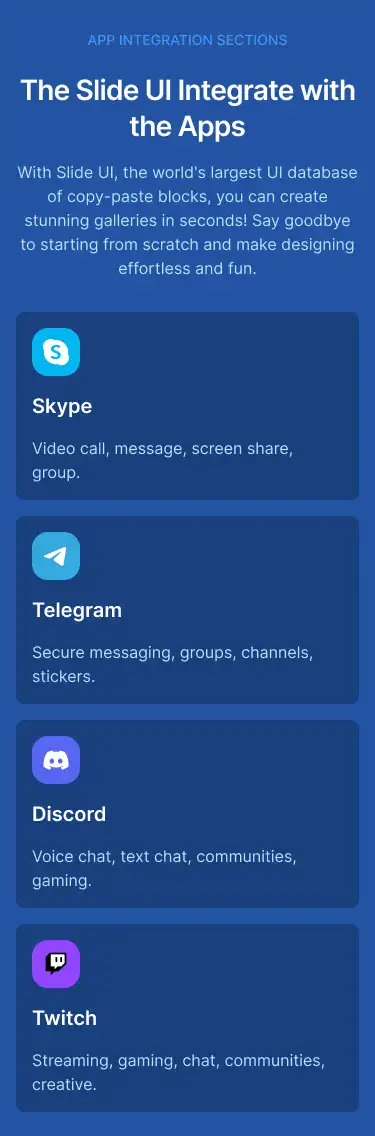 APP INTEGRATION SECTIONS
The Slide UI Integrate with
the Apps
With Slide UI, the world's largest UI database
of copy-paste blocks, you can create
stunning galleries in seconds! Say goodbye
to starting from scratch and make designing
effortless and fun.
Skype
Video call, message, screen share,
group.
Telegram
Secure messaging, groups, channels,
stickers.
Discord
Voice chat, text chat, communities,
gaming.
Twitch
Streaming, gaming, chat, communities,
creative.